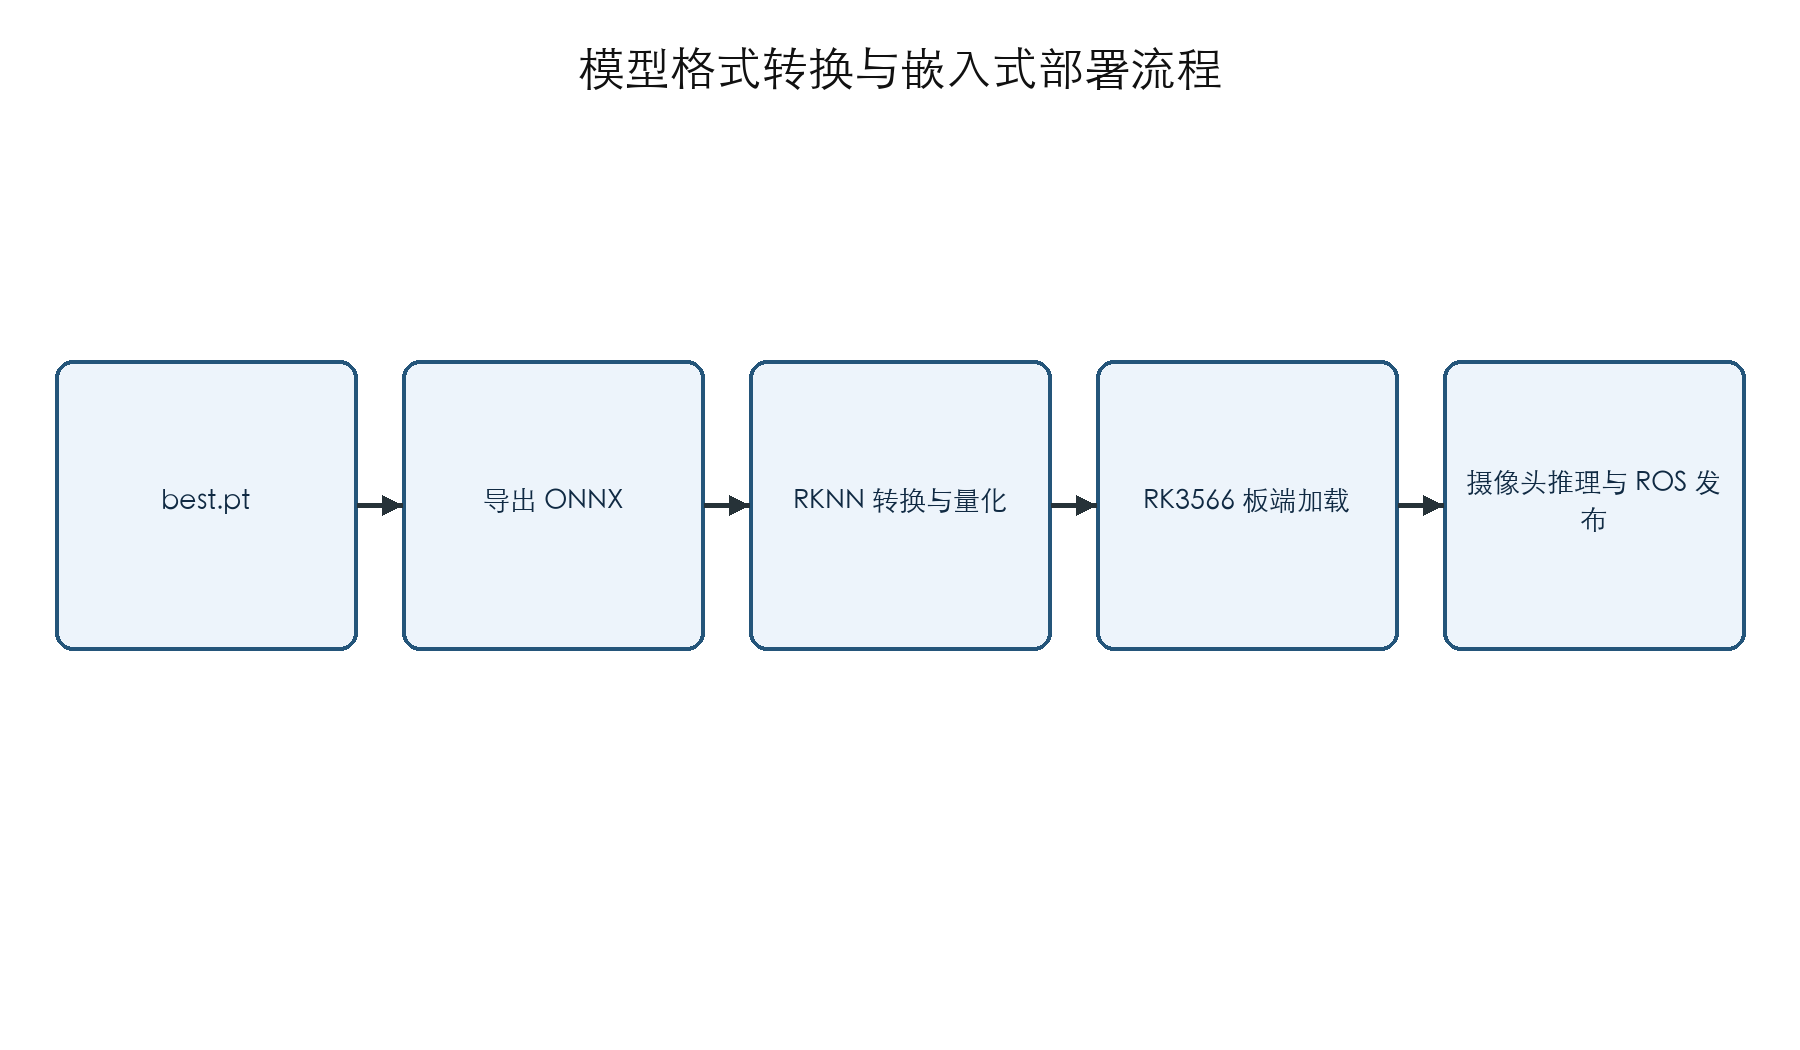 模型格式转换与嵌入式部署流程
best.pt
导出 ONNX
RKNN 转换与量化
RK3566 板端加载
摄像头推理与 ROS 发
布